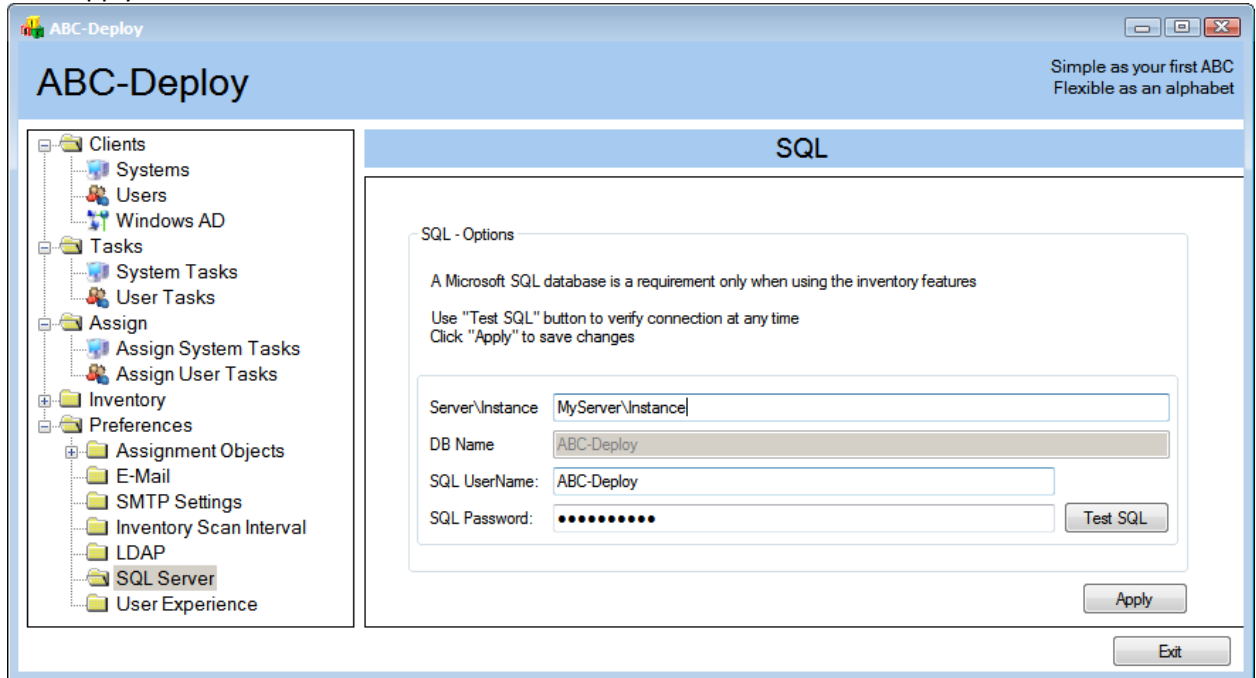 ABC-Deploy
ABC-Deploy
Simple as your first ABC
Flexible as an alphabet
Clients
Systems
Users
Windows AD
Tasks
System Tasks
User Tasks
Assign
Assign System Tasks
Assign User Tasks
Inventory
Preferences
Assignment Objects
E-Mail
SMTP Settings
Inventory Scan Interval
LDAP
SQL Server
User Experience
SQL
SQL - Options
A Microsoft SQL database is a requirement only when using the inventory features
Use "Test SQL" button to verify connection at any time
Click "Apply" to save changes
Server\Instance MyServer\Instance
DB Name ABC-Deploy
SQL UserName: ABC-Deploy
SQL Password: ●●●●●●●●●●
Test SQL
Apply
Exit